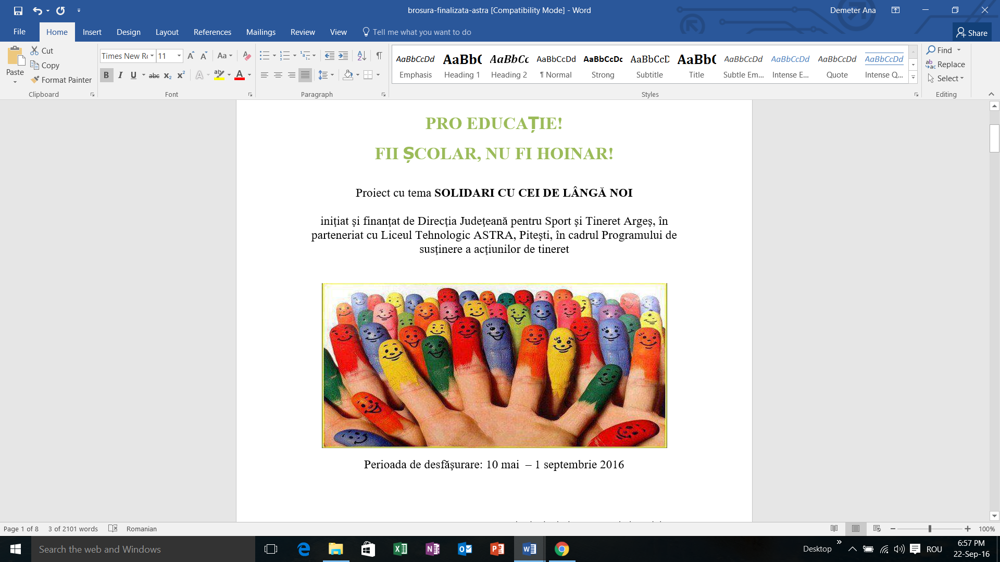 brosura-finalizata-astra [Compatibility Mode] - Word
Demeter Ana
File Home Insert Design Layout References Mailings Review View Tell me what you want to do
Share
Paste
Cut
Copy
Format Painter
Clipboard
Times New Ro 11
Aa
B I U abc x₂ x² A A
Font
Paragraph
AaBbCcDd AaBbC AaBbCc AaBbCcDd AaBbCcDc AaBbCcD AaBbC AaBbCcDd AaBbCcDd AaBbCcDd AaBbCcDd
Emphasis Heading 1 Heading 2 ¶ Normal Strong Subtitle Title Subtle Em... Intense E... Quote Intense Q...
Styles
Find
Replace
Select
Editing
PRO EDUCAȚIE!
FII ȘCOLAR, NU FI HOINAR!
Proiect cu tema SOLIDARI CU CEI DE LÂNGĂ NOI
iniţiat şi finanţat de Direcţia Judeţeană pentru Sport şi Tineret Argeş, în
parteneriat cu Liceul Tehnologic ASTRA, Piteşti, în cadrul Programului de
susţinere a acţiunilor de tineret
Perioada de desfăşurare: 10 mai – 1 septembrie 2016
Page 1 of 8 3 of 2101 words Romanian
100%
Search the web and Windows
Desktop
ROU
6:57 PM
22-Sep-16